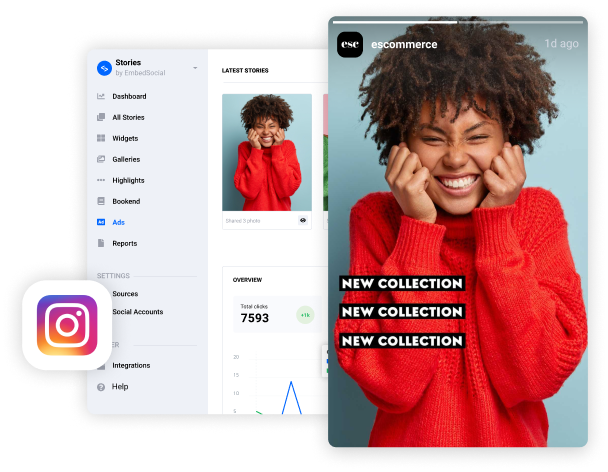 Stories
by EmbedSocial
Dashboard
All Stories
Widgets
Galleries
Highlights
Bookend
Ad
Ads
Reports
SETTINGS
Sources
Social Accounts
ER
Integrations
Help
LATEST STORIES
Shared 3 photo
OVERVIEW
Total clicks
7593
+1k
20
15
10
5
esc
escommerce
1d ago
NEW COLLECTION
NEW COLLECTION
NEW COLLECTION